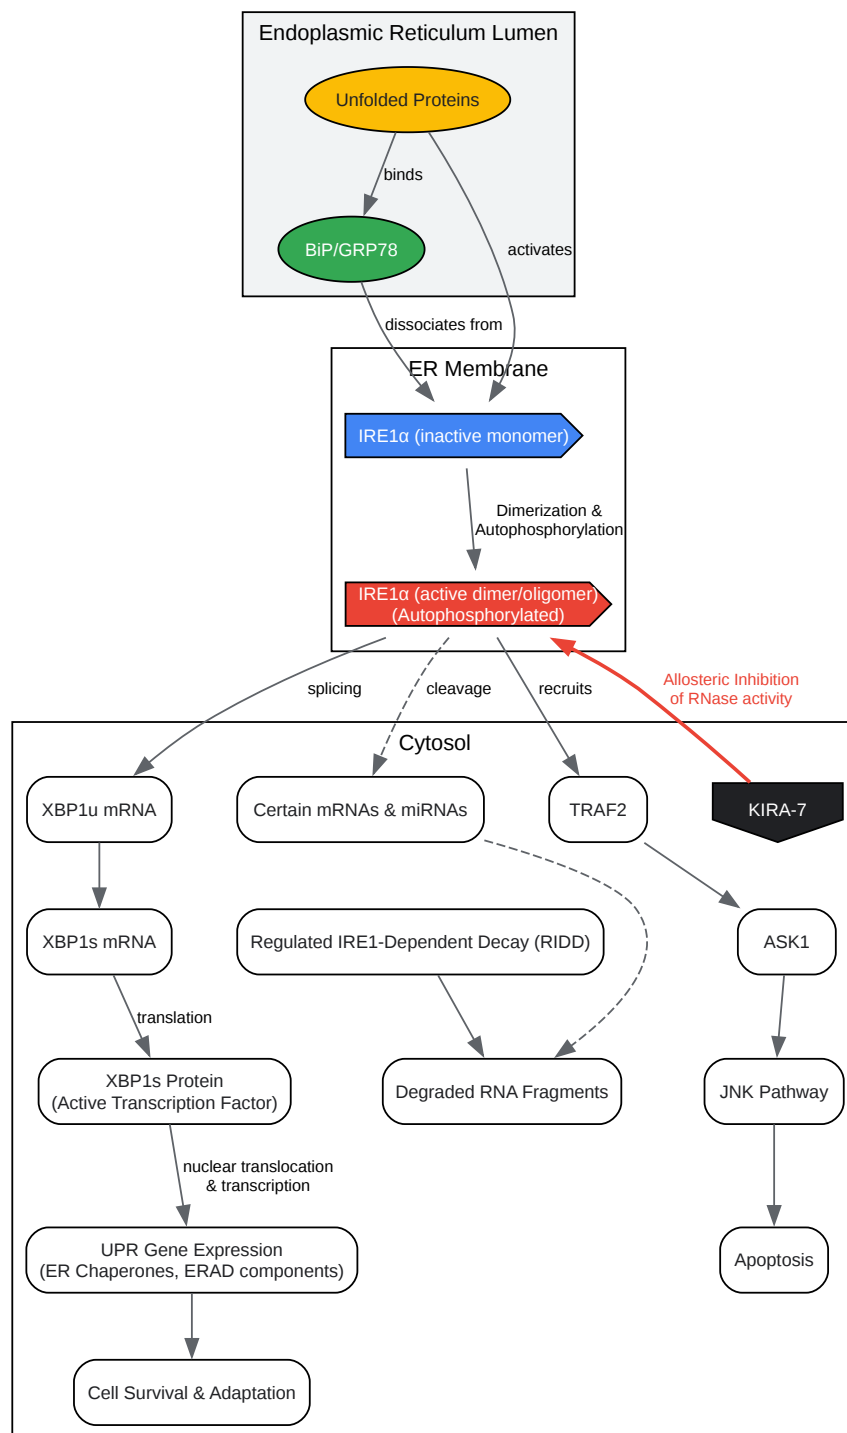 Endoplasmic Reticulum Lumen
Unfolded Proteins
binds
BiP/GRP78
activates
dissociates from
ER Membrane
IRE1α (inactive monomer)
Dimerization &
Autophosphorylation
IRE1α (active dimer/oligomer)
(Autophosphorylated)
splicing
cleavage
recruits
Allosteric Inhibition
of RNase activity
Cytosol
XBP1u mRNA
Certain mRNAs & miRNAs
TRAF2
KIRA-7
XBP1s mRNA
Regulated IRE1-Dependent Decay (RIDD)
ASK1
translation
XBP1s Protein
(Active Transcription Factor)
Degraded RNA Fragments
JNK Pathway
nuclear translocation
& transcription
UPR Gene Expression
(ER Chaperones, ERAD components)
Apoptosis
Cell Survival & Adaptation